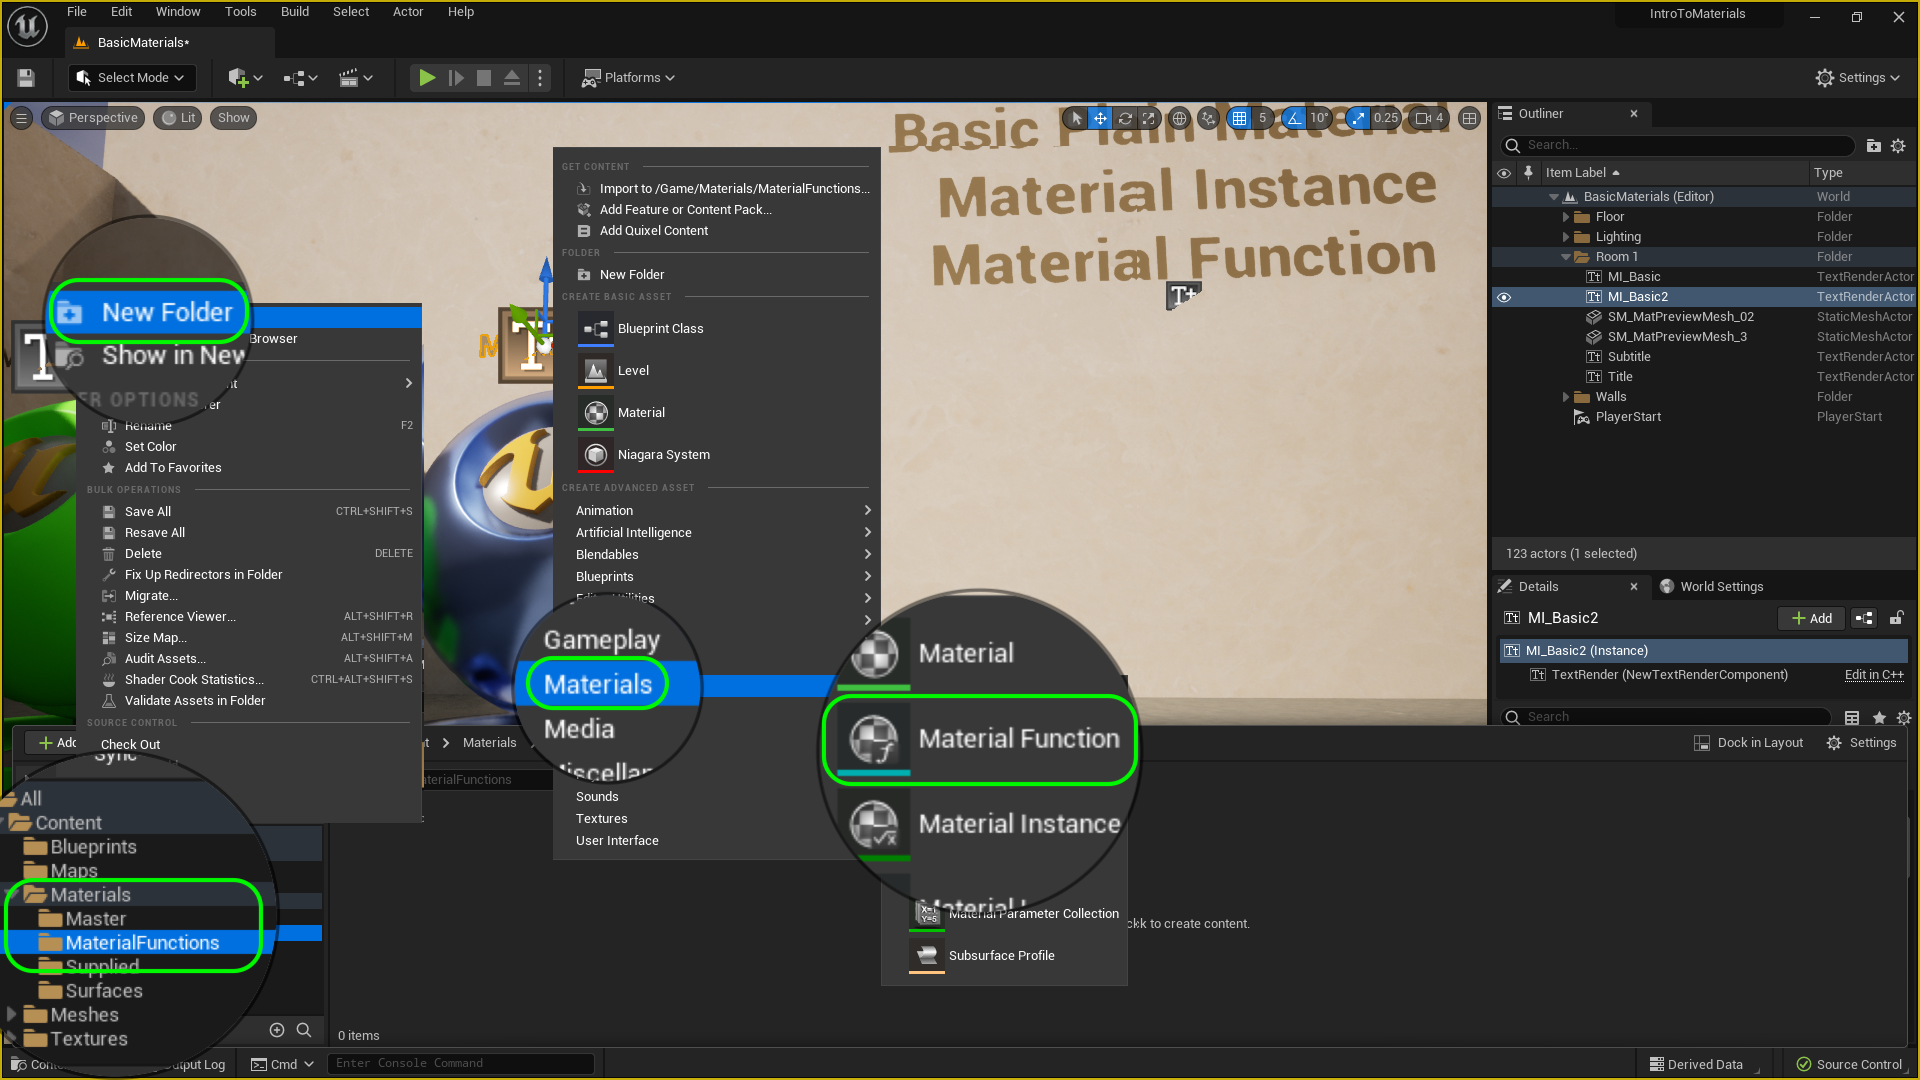 File Edit Window Tools Build Select Actor Help
IntroToMaterials
BasicMaterials*
Select Mode
Platforms
Settings
Perspective Lit Show
5 10° 0.25 4
Basic Plain Material
Material Instance
Material Function
New Folder
Show in New
ER OPTIONS
Browser
Rename F2
Set Color
Add To Favorites
BULK OPERATIONS
Save All CTRL+SHIFT+S
Resave All
Delete DELETE
Fix Up Redirectors in Folder
Migrate...
Reference Viewer... ALT+SHIFT+R
Size Map... ALT+SHIFT+M
Audit Assets... ALT+SHIFT+A
Shader Cook Statistics... CTRL+ALT+SHIFT+S
Validate Assets in Folder
SOURCE CONTROL
Check Out
Sync
GET CONTENT
Import to /Game/Materials/MaterialFunctions...
Add Feature or Content Pack...
Add Quixel Content
FOLDER
New Folder
CREATE BASIC ASSET
Blueprint Class
Level
Material
Niagara System
CREATE ADVANCED ASSET
Animation
Artificial Intelligence
Blendables
Blueprints
Gameplay
Materials
Media
Sounds
Textures
User Interface
Material
Material Function
Material Instance
Material Parameter Collection
Subsurface Profile
Outliner
Search...
Item Label Type
BasicMaterials (Editor) World
Floor Folder
Lighting Folder
Room 1 Folder
MI_Basic TextRenderActor
MI_Basic2 TextRenderActor
SM_MatPreviewMesh_02 StaticMeshActor
SM_MatPreviewMesh_3 StaticMeshActor
Subtitle TextRenderActor
Title TextRenderActor
Walls Folder
PlayerStart PlayerStart
123 actors (1 selected)
Details World Settings
MI_Basic2 Add
MI_Basic2 (Instance)
TextRender (NewTextRenderComponent) Edit in C++
Search
Add Materials
Dock in Layout Settings
aterialFunctions
All
Content
Blueprints
Maps
Materials
Master
MaterialFunctions
Supplied
Surfaces
Meshes
Textures
to create content.
0 items
utput Log Cmd Enter Console Command
Derived Data Source Control